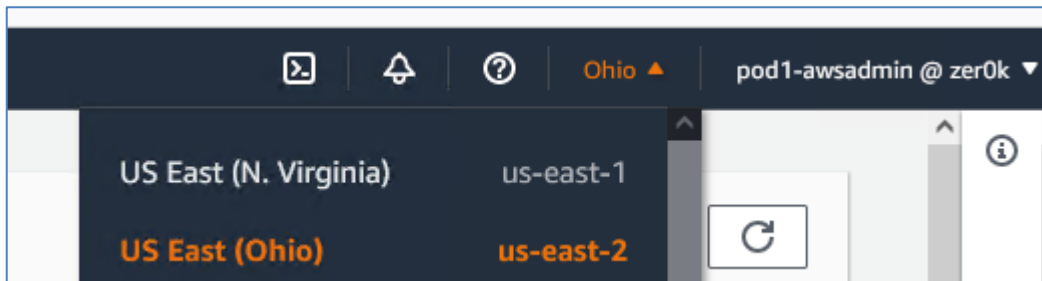 Ohio ▲ pod1-awsadmin @ zer0k ▼
US East (N. Virginia) us-east-1
US East (Ohio) us-east-2